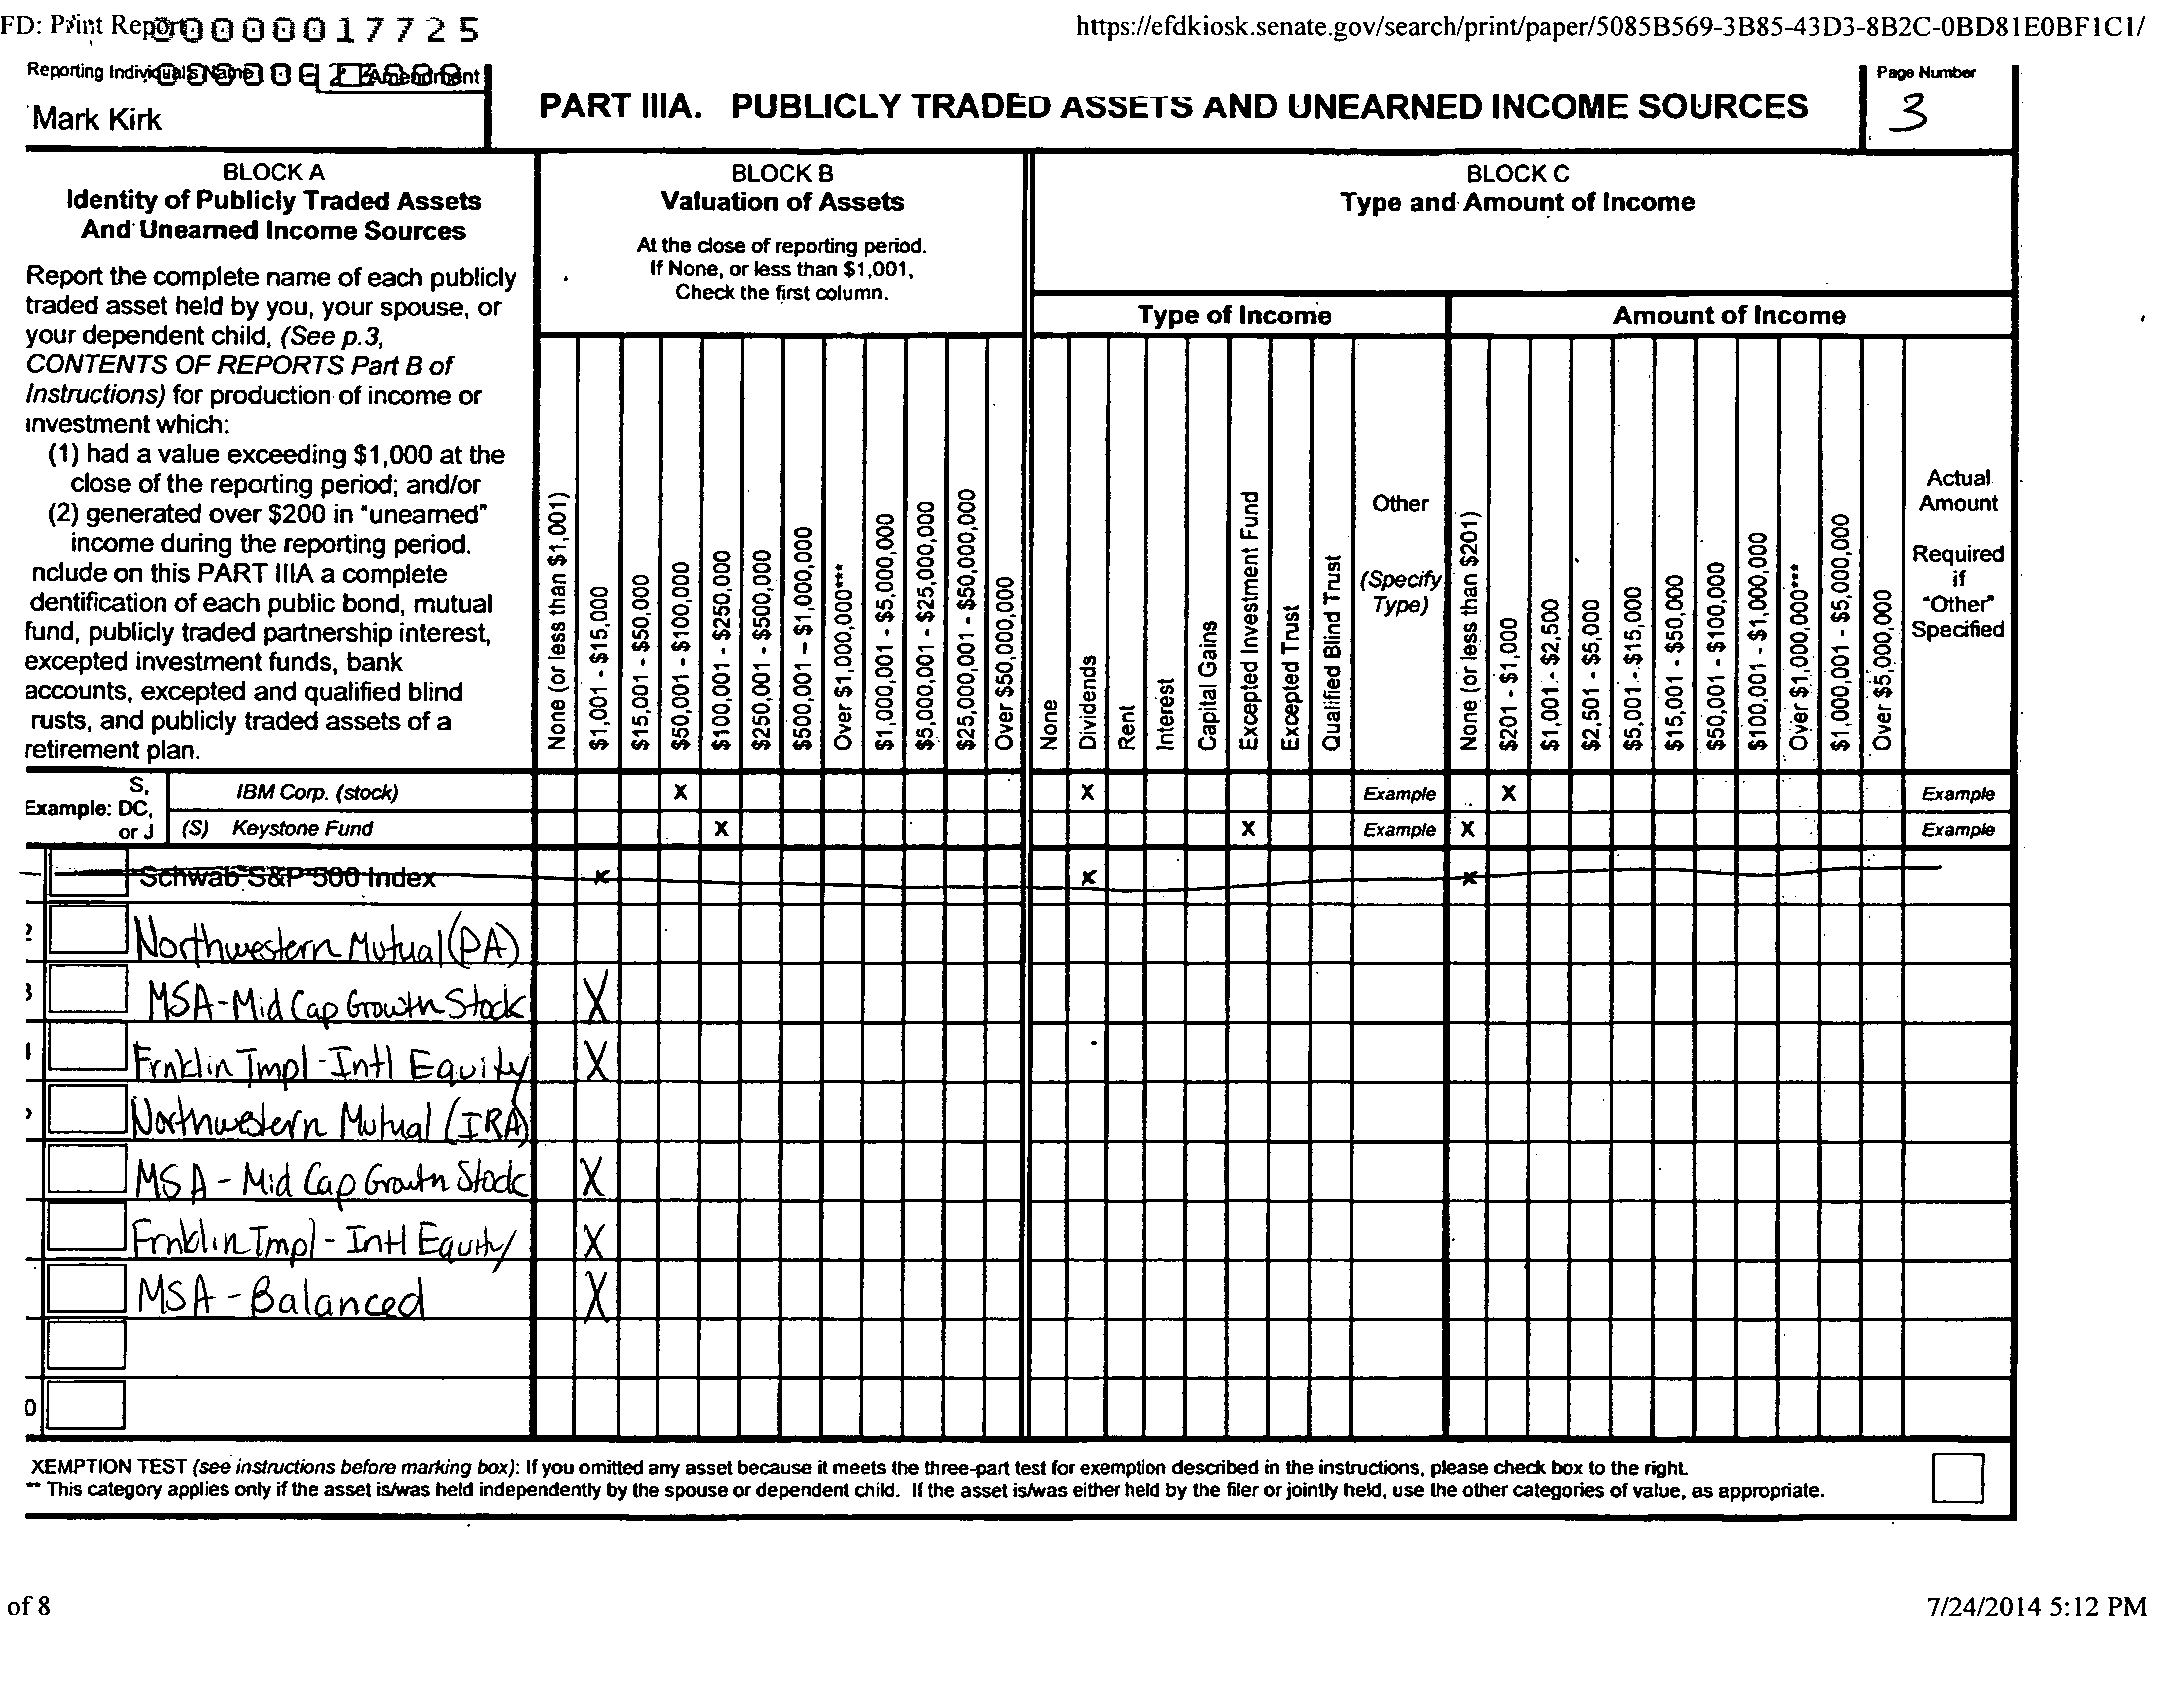 FD: Print Report
0000017725
https://efdkiosk.senate.gov/search/print/paper/5085B569-3B85-43D3-8B2C-0BD81E0BF1C1/
Reporting Individual's Name
Amendment
Mark Kirk
PART IIIA. PUBLICLY TRADED ASSETS AND UNEARNED INCOME SOURCES
Page Number
3
BLOCK A
Identity of Publicly Traded Assets
And Unearned Income Sources
Report the complete name of each publicly
traded asset held by you, your spouse, or
your dependent child, (See p.3,
CONTENTS OF REPORTS Part B of
Instructions) for production of income or
investment which:
(1) had a value exceeding $1,000 at the
close of the reporting period; and/or
(2) generated over $200 in "unearned"
income during the reporting period.
nclude on this PART IIIA a complete
dentification of each public bond, mutual
fund, publicly traded partnership interest,
excepted investment funds, bank
accounts, excepted and qualified blind
rusts, and publicly traded assets of a
retirement plan.
BLOCK B
Valuation of Assets
At the close of reporting period.
If None, or less than $1,001,
Check the first column.
None (or less than $1,001)
$1,001 - $15,000
$15,001 - $50,000
$50,001 - $100,000
$100,001 - $250,000
$250,001 - $500,000
$500,001 - $1,000,000
Over $1,000,000***
$1,000,001 - $5,000,000
$5,000,001 - $25,000,000
$25,000,001 - $50,000,000
Over $50,000,000
BLOCK C
Type and Amount of Income
Type of Income
None
Dividends
Rent
Interest
Capital Gains
Excepted Investment Fund
Excepted Trust
Qualified Blind Trust
Other
(Specify
Type)
Amount of Income
None (or less than $201)
$201 - $1,000
$1,001 - $2,500
$2,501 - $5,000
$5,001 - $15,000
$15,001 - $50,000
$50,001 - $100,000
$100,001 - $1,000,000
Over $1,000,000***
$1,000,001 - $5,000,000
Over $5,000,000
Actual
Amount
Required
if
"Other"
Specified
S,
Example: DC,
or J
IBM Corp. (stock) X X Example X Example
(S) Keystone Fund X X Example X Example
Schwab S&P 500 Index x x x
2 Northwestern Mutual (PA)
3 MSA-Mid Cap Growth Stock X
Frnklin Tmpl - Intl Equity X
Northwestern Mutual (IRA)
MSA - Mid Cap Growth Stock X
Frnklin Tmpl - Intl Equity X
MSA - Balanced X
0
XEMPTION TEST (see instructions before marking box): If you omitted any asset because it meets the three-part test for exemption described in the instructions, please check box to the right.
** This category applies only if the asset is/was held independently by the spouse or dependent child. If the asset is/was either held by the filer or jointly held, use the other categories of value, as appropriate.
of 8
7/24/2014 5:12 PM